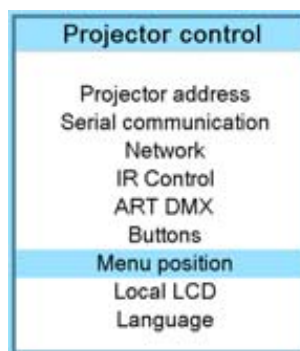 Projector control
Projector address
Serial communication
Network
IR Control
ART DMX
Buttons
Menu position
Local LCD
Language